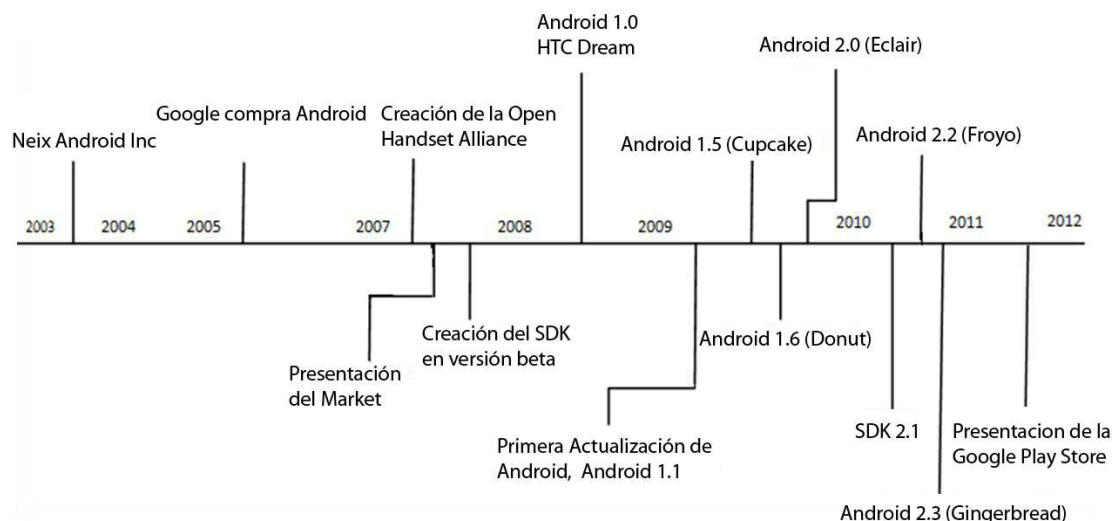 Android 1.0
HTC Dream
Android 2.0 (Eclair)
Google compra Android
Creación de la Open
Handset Alliance
Neix Android Inc
Android 1.5 (Cupcake)
Android 2.2 (Froyo)
2003
2004
2005
2007
2008
2009
2010
2011
2012
Presentación
del Market
Creación del SDK
en versión beta
Android 1.6 (Donut)
Primera Actualización de
Android, Android 1.1
SDK 2.1
Presentacion de la
Google Play Store
Android 2.3 (Gingerbread)